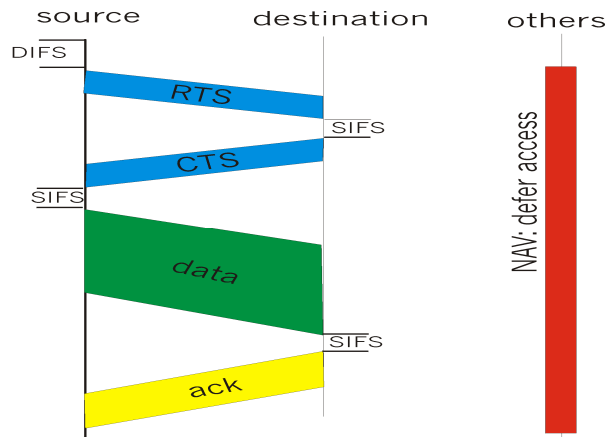 source
destination
others
DIFS
RTS
SIFS
CTS
SIFS
data
SIFS
ack
NAV: defer access